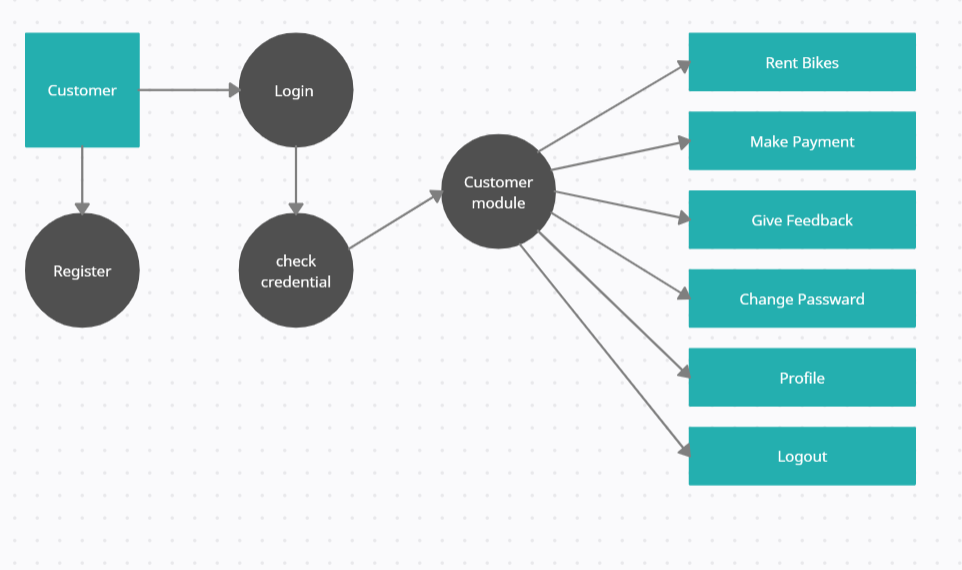 Customer
Login
Register
check
credential
Customer
module
Rent Bikes
Make Payment
Give Feedback
Change Passward
Profile
Logout